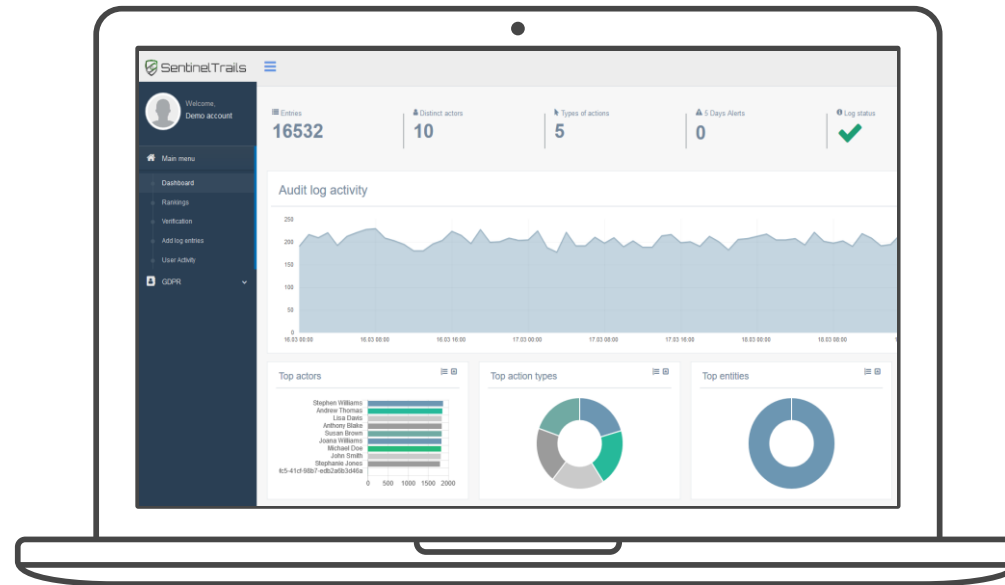 SentinelTrails
Welcome,
Demo account
Main menu
Dashboard
Rankings
Verification
Add log entries
User Activity
GDPR
Entries
16532
Distinct actors
10
Types of actions
5
5 Days Alerts
0
Log status
Audit log activity
250
200
150
100
50
0
16.03 00:00 16.03 08:00 16.03 16:00 17.03 00:00 17.03 08:00 17.03 16:00 18.03 00:00 18.03 08:00
Top actors
Stephen Williams
Andrew Thomas
Lisa Davis
Anthony Blake
Susan Brown
Joana Williams
Michael Doe
John Smith
Stephanie Jones
fc5-41cf-98b7-edb2a6b3d46a
0 500 1000 1500 2000
Top action types
Top entities